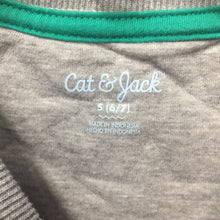 Cat & Jack
S (6/7)
MADE IN INDONESIA
HECHO EN INDONESIA